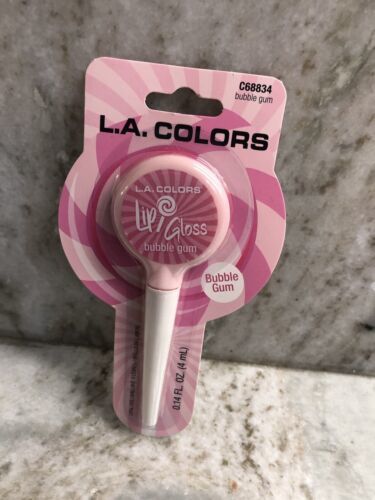 C68834
bubble gum
L.A. COLORS
L.A. COLORS
Lip Gloss
bubble gum
Bubble
Gum
0.14 FL. OZ. (4 mL)